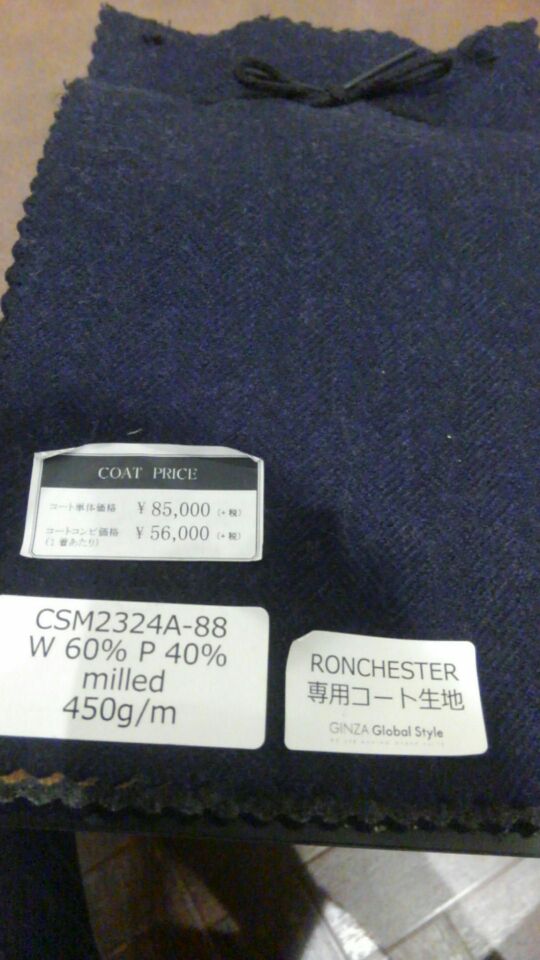 COAT PRICE
コート単体価格 ¥ 85,000 (+税)
コートコンビ価格 ¥ 56,000 (+税)
(1着あたり)
CSM2324A-88
W 60% P 40%
milled
450g/m
RONCHESTER
専用コート生地
GINZA Global Style